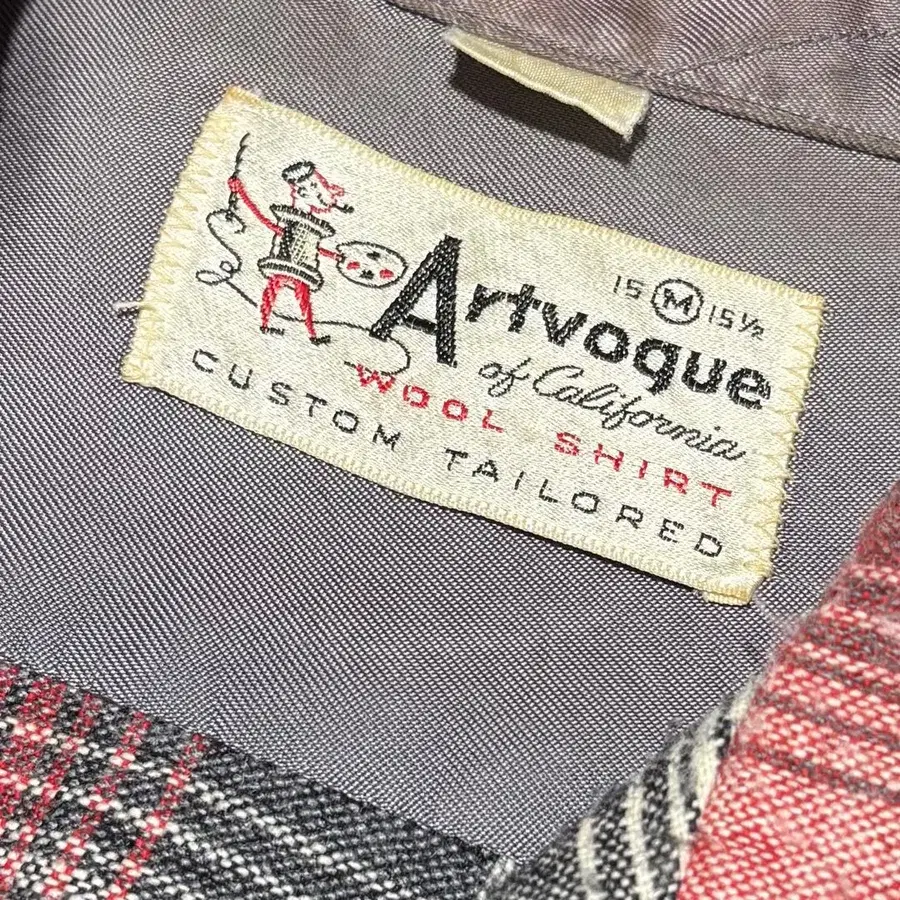 15 M 15½
Artvogue
of California
WOOL SHIRT
CUSTOM TAILORED